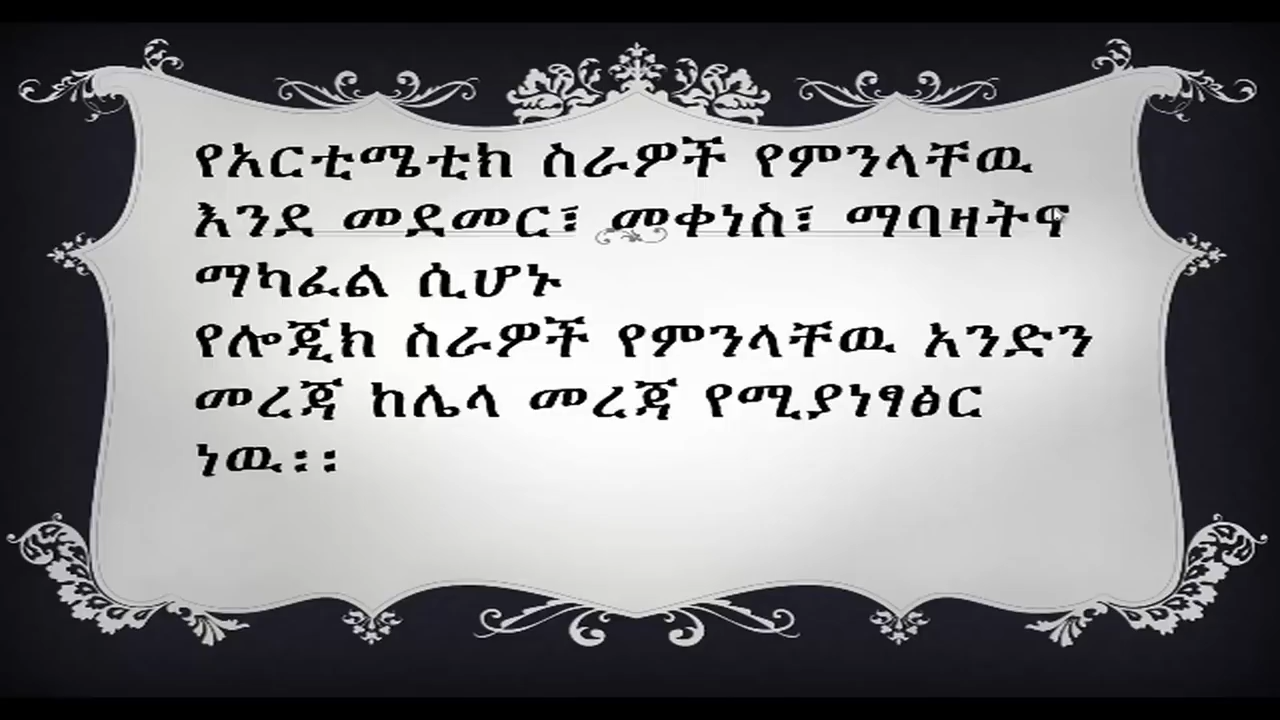 የአርቲሜቲክ ስራዎች የምንላቸዉ
እንደ መደመር፣ መቀነስ፣ ማባዛትና
ማካፈል ሲሆኑ
የሎጂክ ስራዎች የምንላቸዉ አንድን
መረጃ ከሌላ መረጃ የሚያነፃፅር
ነዉ፡፡